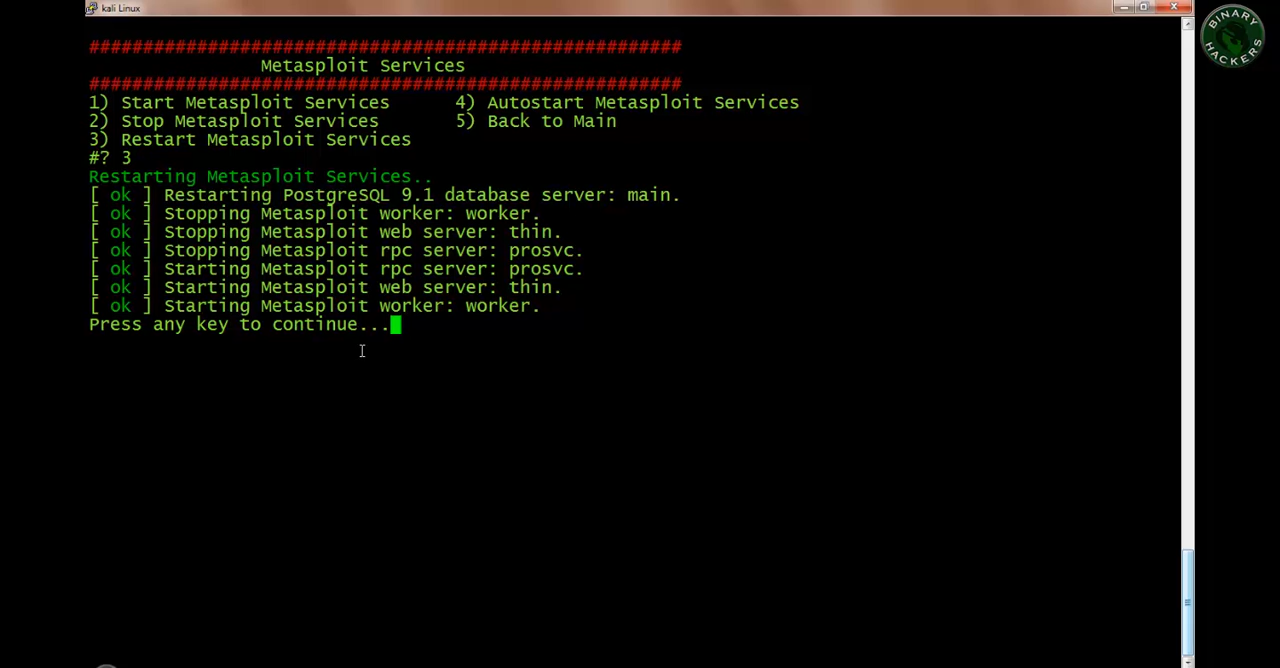 kali Linux
BINARY
HACKERS
#######################################################
Metasploit Services
#######################################################
1) Start Metasploit Services 4) Autostart Metasploit Services
2) Stop Metasploit Services 5) Back to Main
3) Restart Metasploit Services
#? 3
Restarting Metasploit Services..
[ ok ] Restarting PostgreSQL 9.1 database server: main.
[ ok ] Stopping Metasploit worker: worker.
[ ok ] Stopping Metasploit web server: thin.
[ ok ] Stopping Metasploit rpc server: prosvc.
[ ok ] Starting Metasploit rpc server: prosvc.
[ ok ] Starting Metasploit web server: thin.
[ ok ] Starting Metasploit worker: worker.
Press any key to continue...